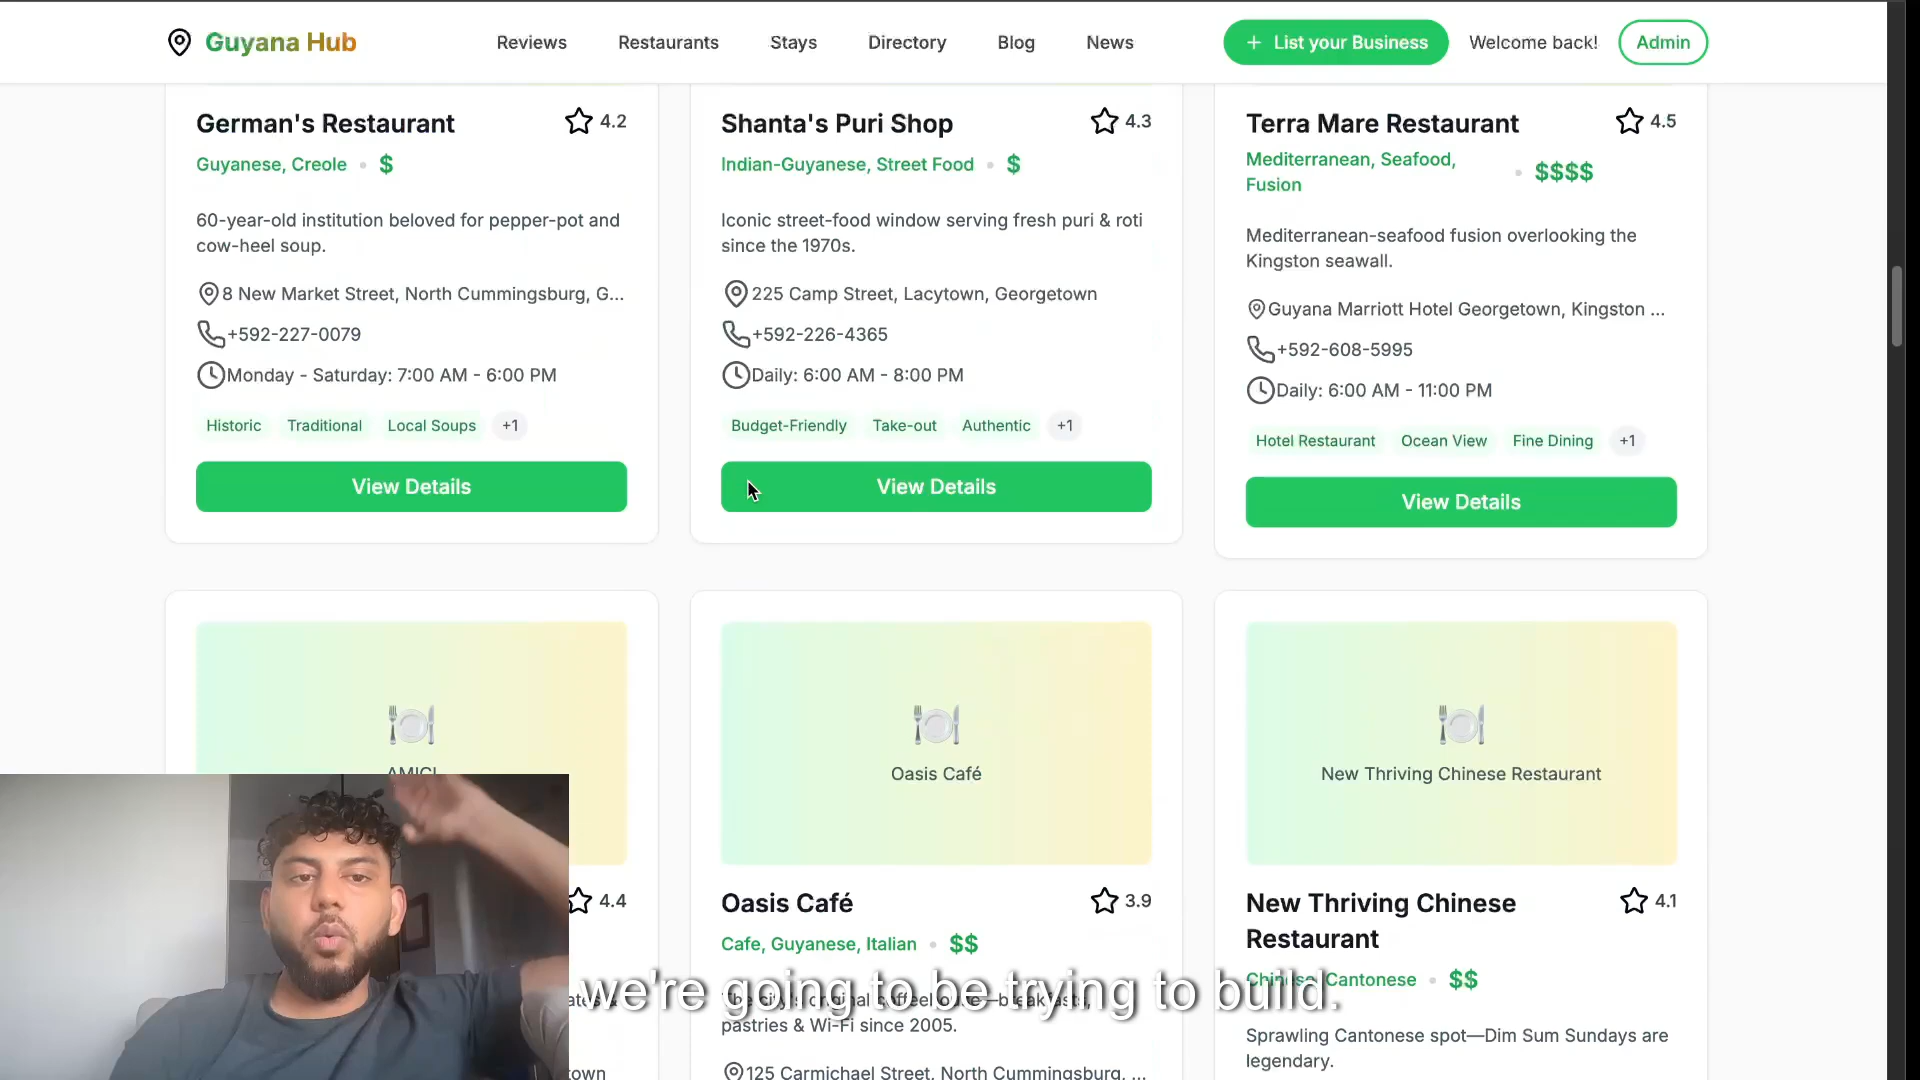 Guyana Hub
Reviews
Restaurants
Stays
Directory
Blog
News
+ List your Business
Welcome back!
Admin
German's Restaurant
4.2
Guyanese, Creole • $
60-year-old institution beloved for pepper-pot and
cow-heel soup.
8 New Market Street, North Cummingsburg, G...
+592-227-0079
Monday - Saturday: 7:00 AM - 6:00 PM
Historic Traditional Local Soups +1
View Details
Shanta's Puri Shop
4.3
Indian-Guyanese, Street Food • $
Iconic street-food window serving fresh puri & roti
since the 1970s.
225 Camp Street, Lacytown, Georgetown
+592-226-4365
Daily: 6:00 AM - 8:00 PM
Budget-Friendly Take-out Authentic +1
View Details
Terra Mare Restaurant
4.5
Mediterranean, Seafood,
Fusion • $$$$
Mediterranean-seafood fusion overlooking the
Kingston seawall.
Guyana Marriott Hotel Georgetown, Kingston ...
+592-608-5995
Daily: 6:00 AM - 11:00 PM
Hotel Restaurant Ocean View Fine Dining +1
View Details
AMICI
4.4
Oasis Café
Oasis Café
3.9
Cafe, Guyanese, Italian • $$
The city's original coffeehouse—breakfasts,
pastries & Wi-Fi since 2005.
125 Carmichael Street, North Cummingsburg, ...
New Thriving Chinese Restaurant
New Thriving Chinese
Restaurant
4.1
Chinese, Cantonese • $$
Sprawling Cantonese spot—Dim Sum Sundays are
legendary.
we're going to be trying to build.